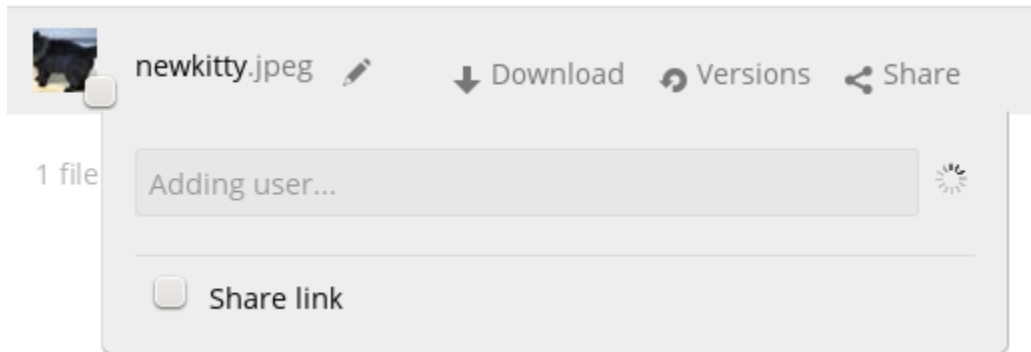 newkitty.jpeg Download Versions Share
1 file
Adding user...
Share link